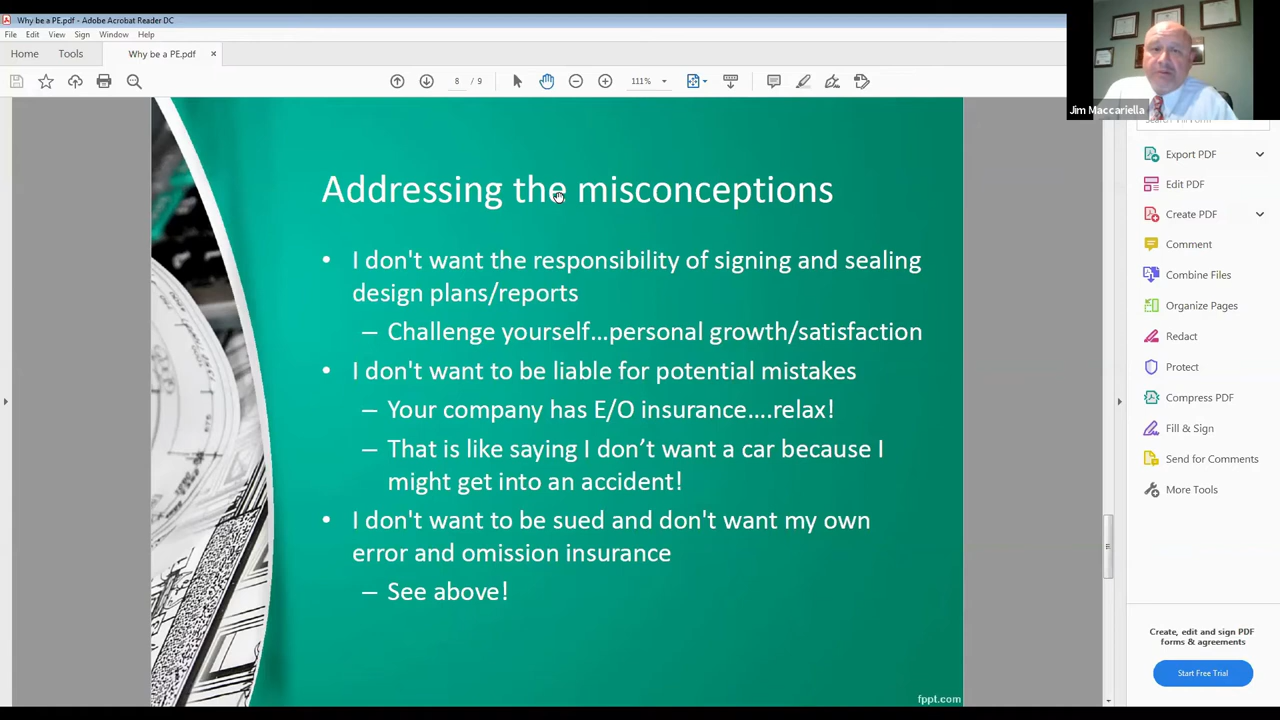 Why be a PE.pdf - Adobe Acrobat Reader DC
File Edit View Sign Window Help
Home Tools Why be a PE.pdf ×
8 / 9 111%
Jim Maccariella
Addressing the misconceptions
• I don't want the responsibility of signing and sealing
design plans/reports
– Challenge yourself…personal growth/satisfaction
• I don't want to be liable for potential mistakes
– Your company has E/O insurance….relax!
– That is like saying I don’t want a car because I
might get into an accident!
• I don't want to be sued and don't want my own
error and omission insurance
– See above!
fppt.com
Export PDF
Edit PDF
Create PDF
Comment
Combine Files
Organize Pages
Redact
Protect
Compress PDF
Fill & Sign
Send for Comments
More Tools
Create, edit and sign PDF
forms & agreements
Start Free Trial